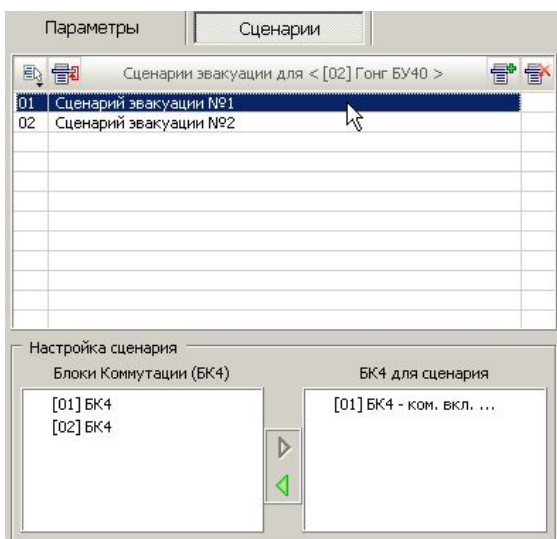 Параметры
Сценарии
Сценарии эвакуации для < [02] Гонг БУ40 >
01 Сценарий эвакуации №1
02 Сценарий эвакуации №2
Настройка сценария
Блоки Коммутации (БК4)
БК4 для сценария
[01] БК4
[02] БК4
[01] БК4 - ком. вкл. ...